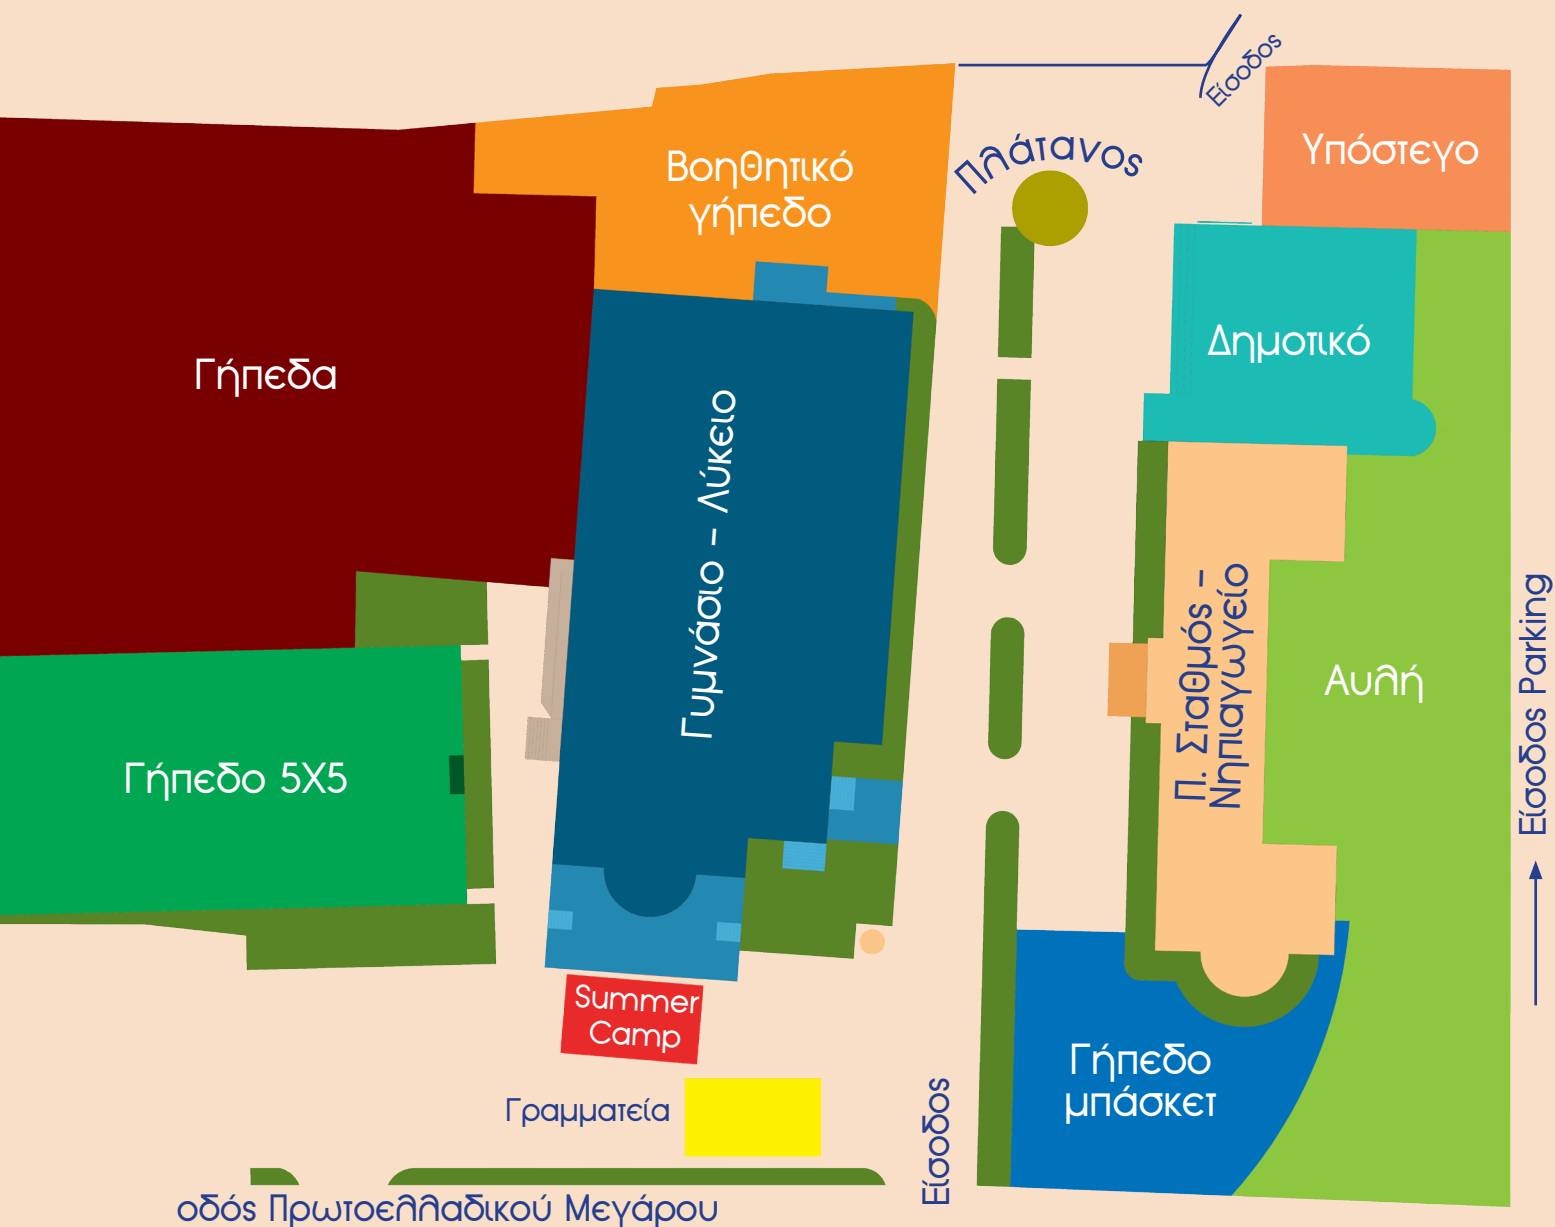 Είσοδος
Υπόστεγο
Πλάτανος
Βοηθητικό
γήπεδο
Δημοτικό
Γήπεδα
Γυμνάσιο - Λύκειο
Π. Σταθμός -
Νηπιαγωγείο
Αυλή
Είσοδος Parking
Γήπεδο 5Χ5
Summer
Camp
Γήπεδο
μπάσκετ
Γραμματεία
Είσοδος
οδός Πρωτοελλαδικού Μεγάρου